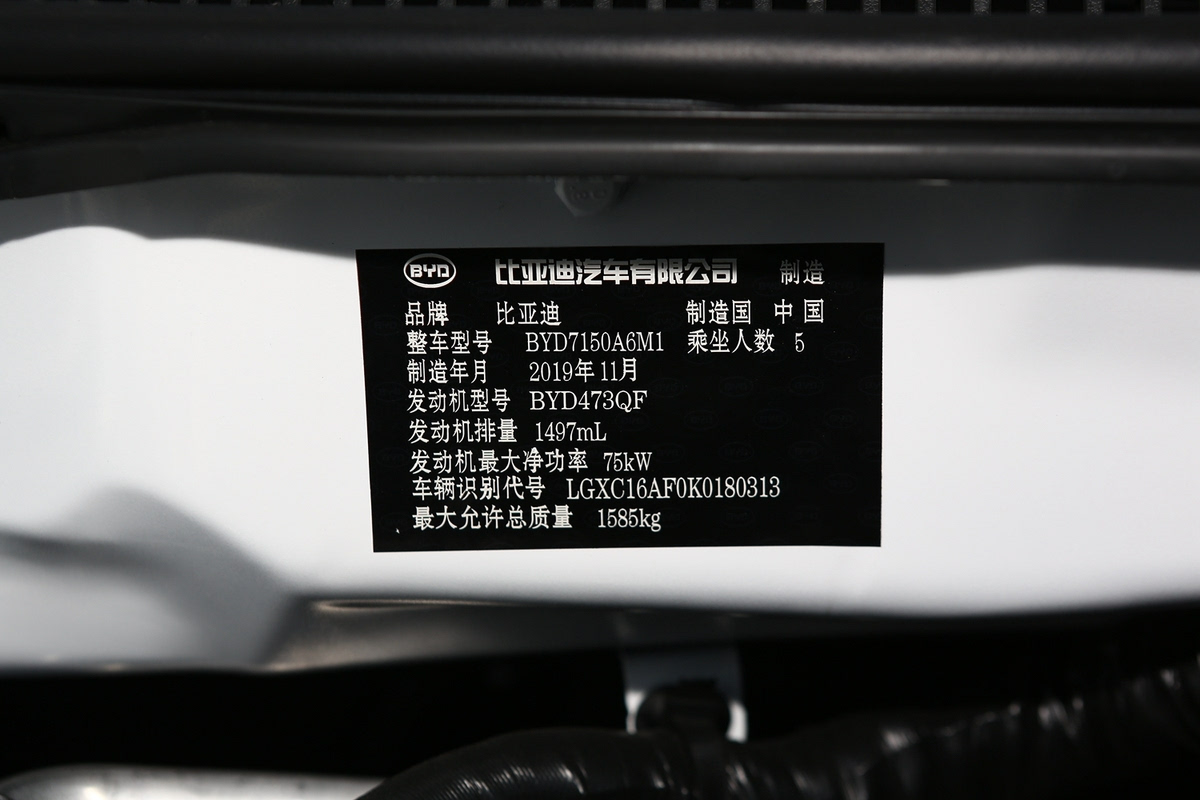 BYD 比亚迪汽车有限公司 制造
品牌 比亚迪 制造国 中国
整车型号 BYD7150A6M1 乘坐人数 5
制造年月 2019年11月
发动机型号 BYD473QF
发动机排量 1497mL
发动机最大净功率 75kW
车辆识别代号 LGXC16AF0K0180313
最大允许总质量 1585kg